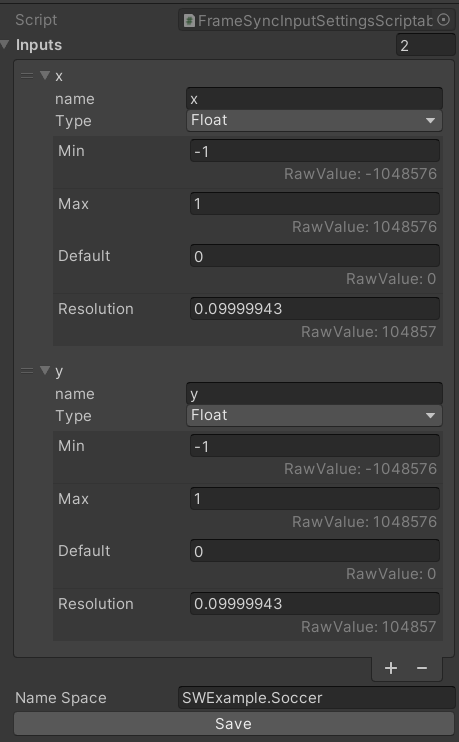 Script FrameSyncInputSettingsScriptab
Inputs 2
x
name x
Type Float
Min -1
RawValue: -1048576
Max 1
RawValue: 1048576
Default 0
RawValue: 0
Resolution 0.09999943
RawValue: 104857
y
name y
Type Float
Min -1
RawValue: -1048576
Max 1
RawValue: 1048576
Default 0
RawValue: 0
Resolution 0.09999943
RawValue: 104857
+ −
Name Space SWExample.Soccer
Save